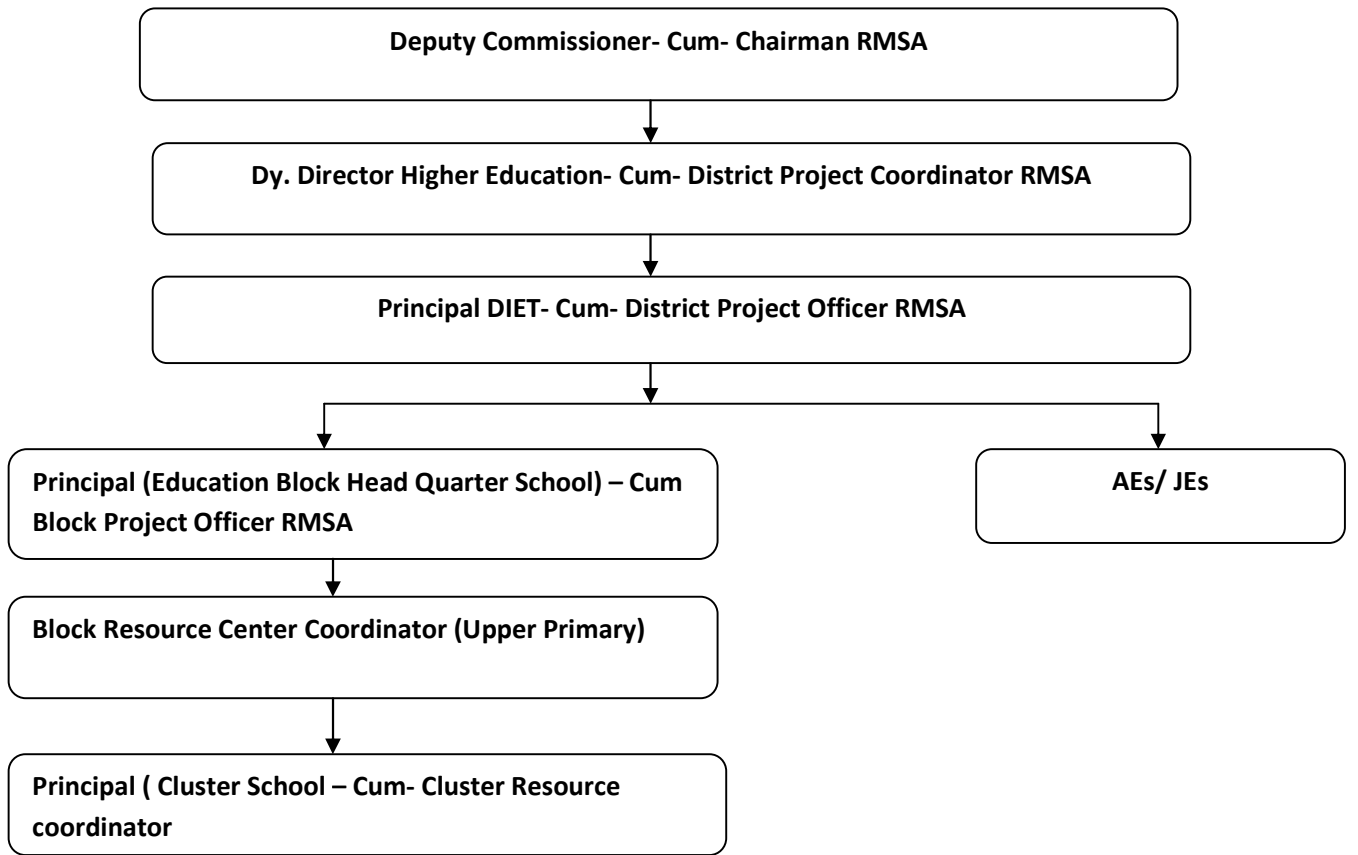 Deputy Commissioner- Cum- Chairman RMSA
Dy. Director Higher Education- Cum- District Project Coordinator RMSA
Principal DIET- Cum- District Project Officer RMSA
Principal (Education Block Head Quarter School) – Cum
Block Project Officer RMSA
AEs/ JEs
Block Resource Center Coordinator (Upper Primary)
Principal ( Cluster School – Cum- Cluster Resource
coordinator